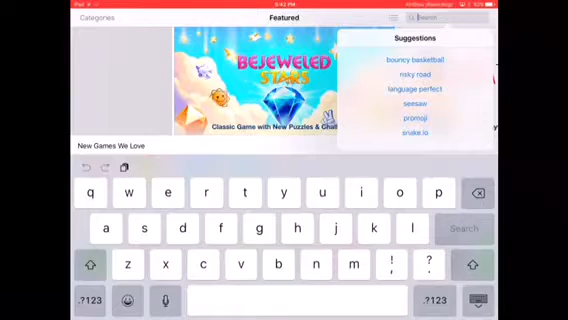 iPad
9:42 PM
Categories
Featured
Search
Suggestions
bouncy basketball
risky road
language perfect
seesaw
promoji
snake.io
BEJEWELED
STARS
Classic Game with New Puzzles & Chall
New Games We Love
q w e r t y u i o p
a s d f g h j k l Search
z x c v b n m ! , ? .
.?123 .?123